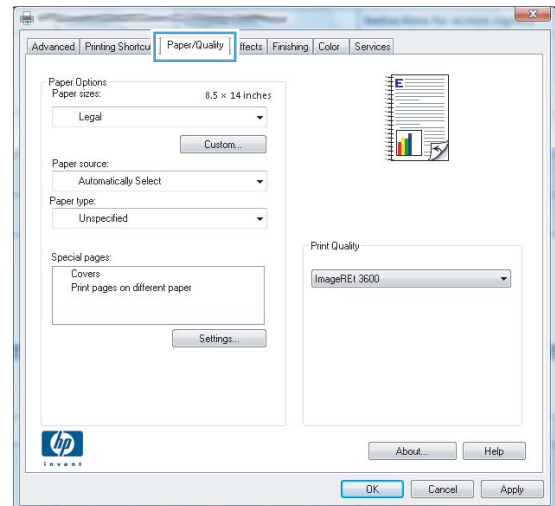 Advanced
Printing Shortcu
Paper/Quality
ffects
Finishing
Color
Services
Paper Options
Paper sizes:
8.5 × 14 inches
Legal
Custom...
Paper source:
Automatically Select
Paper type:
Unspecified
Special pages:
Covers
Print pages on different paper
Settings...
E
Print Quality
ImageREt 3600
hp
invent
About...
Help
OK
Cancel
Apply